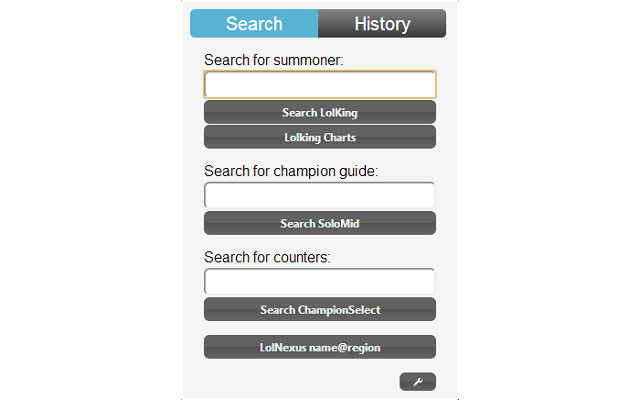 Search History
Search for summoner:
Search LolKing
Lolking Charts
Search for champion guide:
Search SoloMid
Search for counters:
Search ChampionSelect
LolNexus name@region